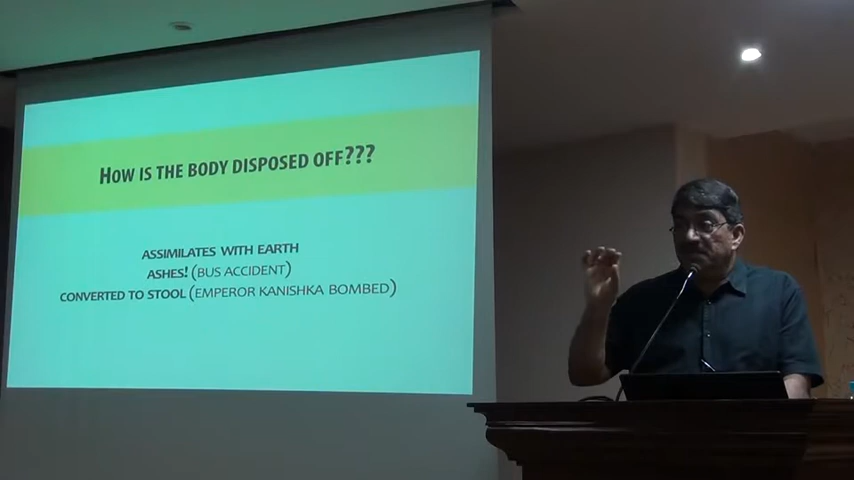 HOW IS THE BODY DISPOSED OFF???
ASSIMILATES WITH EARTH
ASHES! (BUS ACCIDENT)
CONVERTED TO STOOL (EMPEROR KANISHKA BOMBED)